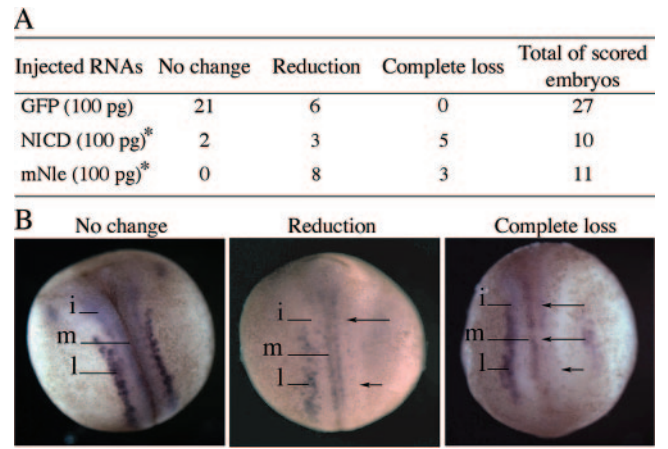 A
Injected RNAs No change Reduction Complete loss Total of scored embryos
GFP (100 pg) 21 6 0 27
NICD (100 pg)* 2 3 5 10
mNle (100 pg)* 0 8 3 11
B
No change Reduction Complete loss
i i i
m m m
l l l